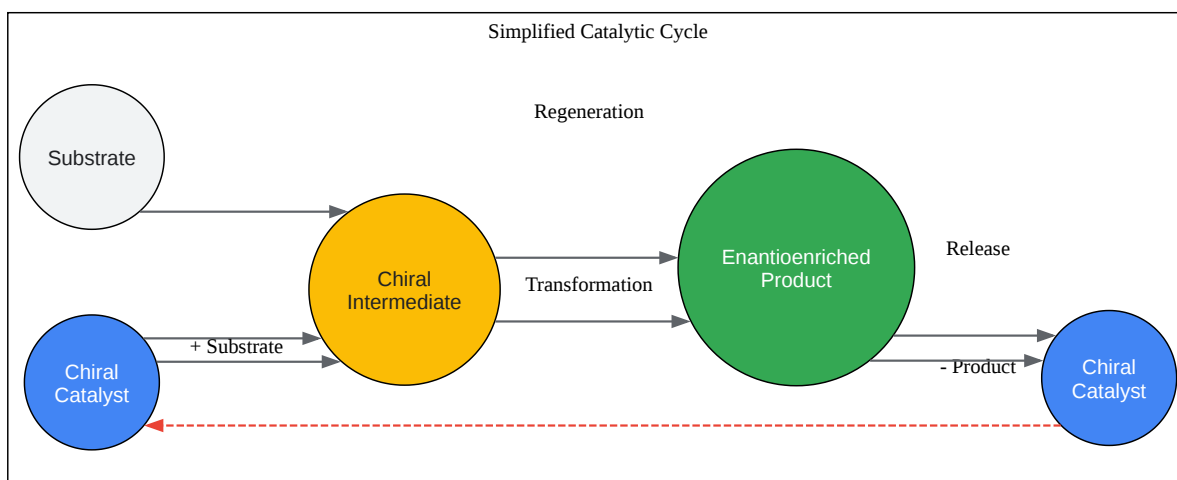 Simplified Catalytic Cycle
Regeneration
Substrate
Enantioenriched
Product
Release
Chiral
Intermediate
Transformation
+ Substrate
Chiral
Catalyst
- Product
Chiral
Catalyst